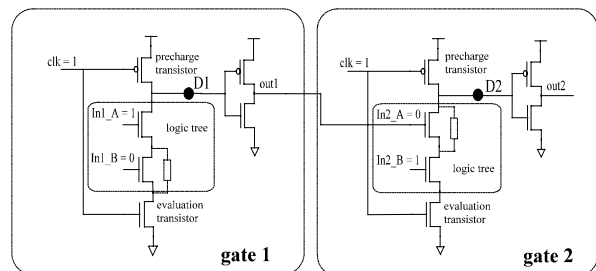 clk = 1
precharge
transistor
D1
out1
In1_A = 1
logic tree
In1_B = 0
evaluation
transistor
gate 1
clk = 1
precharge
transistor
D2
out2
In2_A = 0
In2_B = 1
logic tree
evaluation
transistor
gate 2